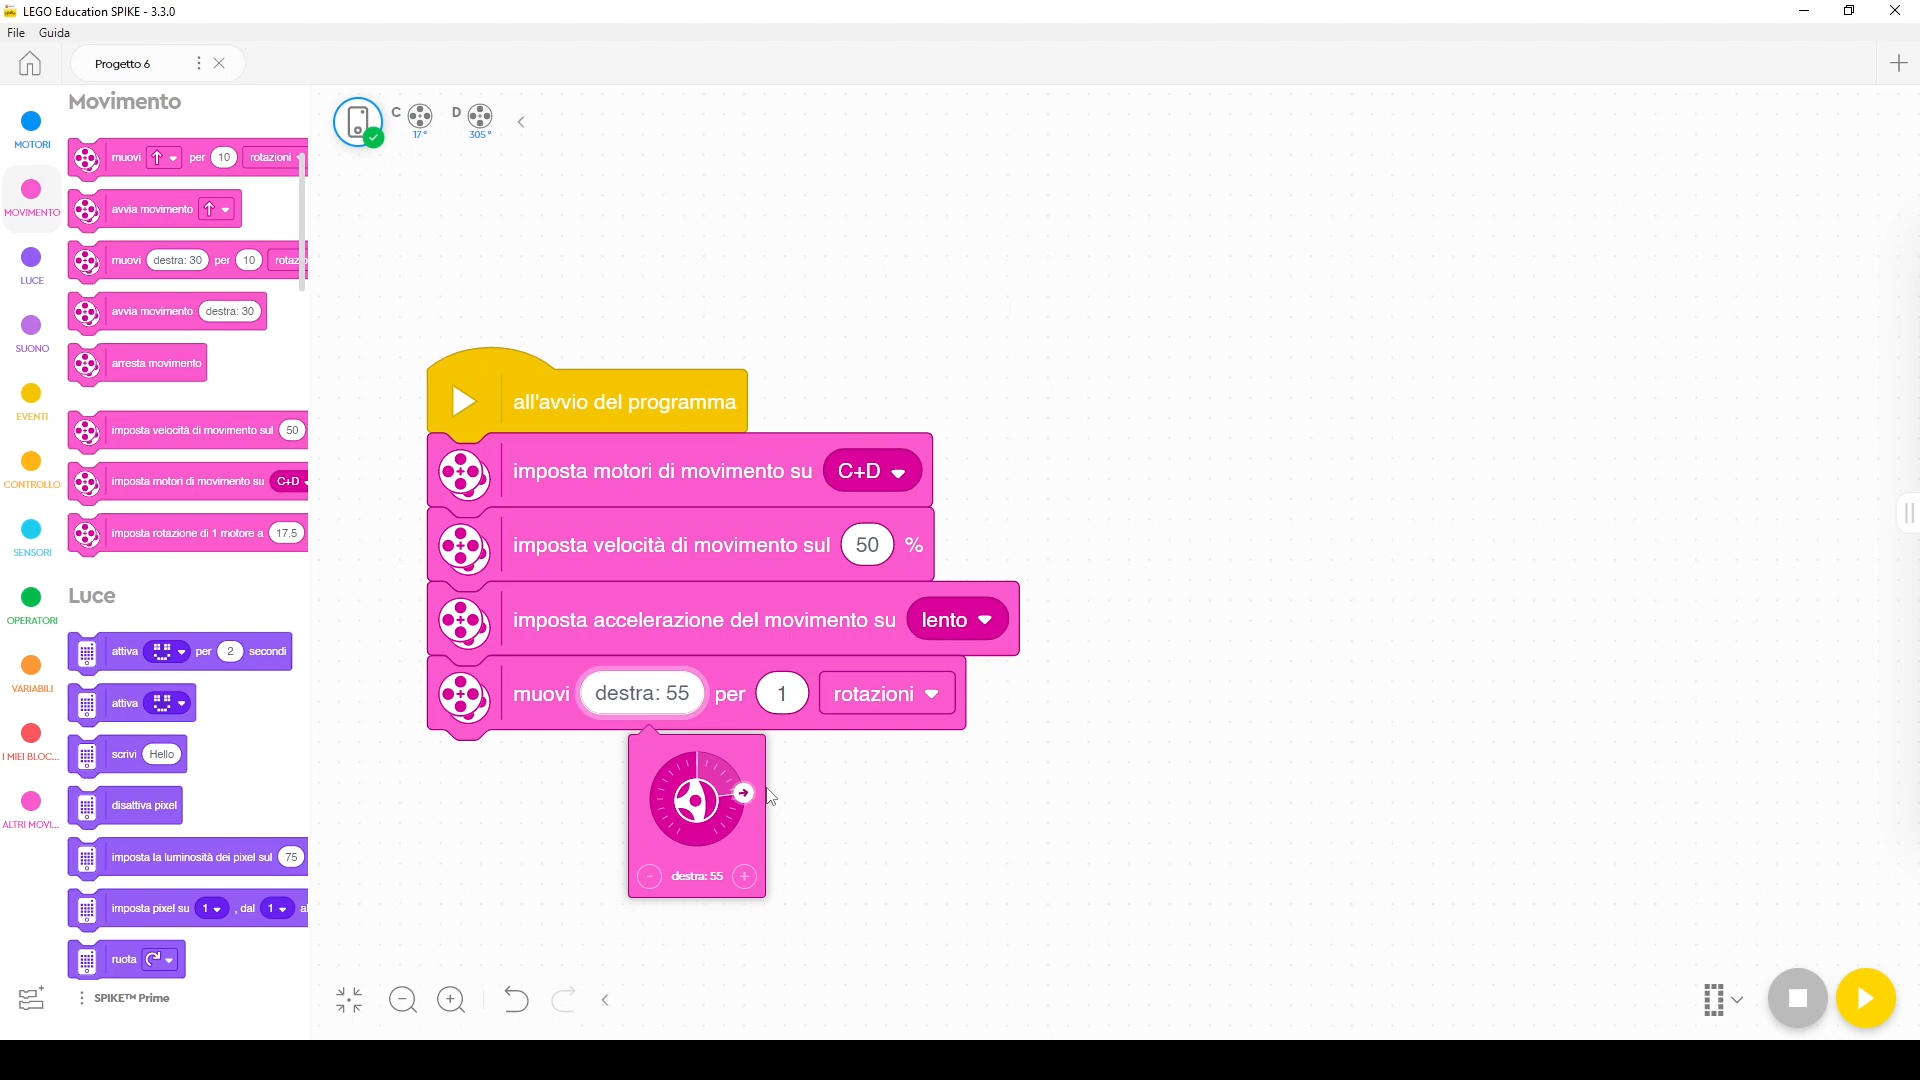 LEGO Education SPIKE - 3.3.0
File Guida
Progetto 6
Movimento
MOTORI
MOVIMENTO
LUCE
SUONO
EVENTI
CONTROLLO
SENSORI
OPERATORI
VARIABILI
I MIEI BLOC...
ALTRI MOVI...
muovi per 10 rotazioni
avvia movimento
muovi destra: 30 per 10 rotazio
avvia movimento destra: 30
arresta movimento
imposta velocità di movimento sul 50
imposta motori di movimento su C+D
imposta rotazione di 1 motore a 17.5
Luce
attiva per 2 secondi
attiva
scrivi Hello
disattiva pixel
imposta la luminosità dei pixel sul 75
imposta pixel su 1 , dal 1 al
ruota
SPIKE™ Prime
C 17° D 305°
all'avvio del programma
imposta motori di movimento su C+D
imposta velocità di movimento sul 50 %
imposta accelerazione del movimento su lento
muovi destra: 55 per 1 rotazioni
- destra: 55 +